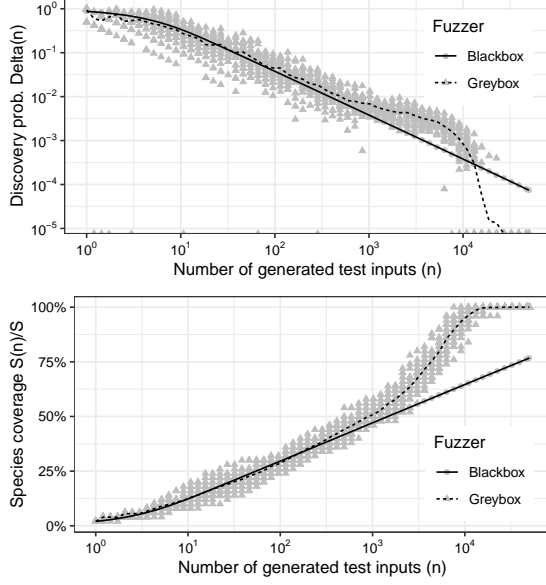 Discovery prob. Delta(n)
10⁰
10⁻¹
10⁻²
10⁻³
10⁻⁴
10⁻⁵
Fuzzer
Blackbox
Greybox
10⁰ 10¹ 10² 10³ 10⁴
Number of generated test inputs (n)
Species coverage S(n)/S
100%
75%
50%
25%
0%
Fuzzer
Blackbox
Greybox
10⁰ 10¹ 10² 10³ 10⁴
Number of generated test inputs (n)